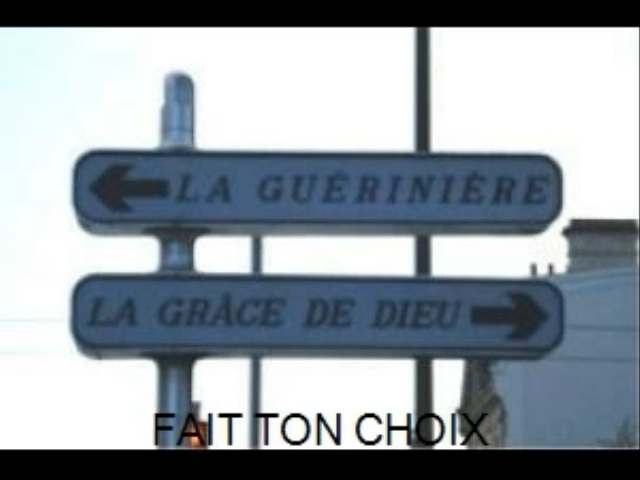 LA GUÉRINIÈRE
LA GRÂCE DE DIEU
FAIT TON CHOIX